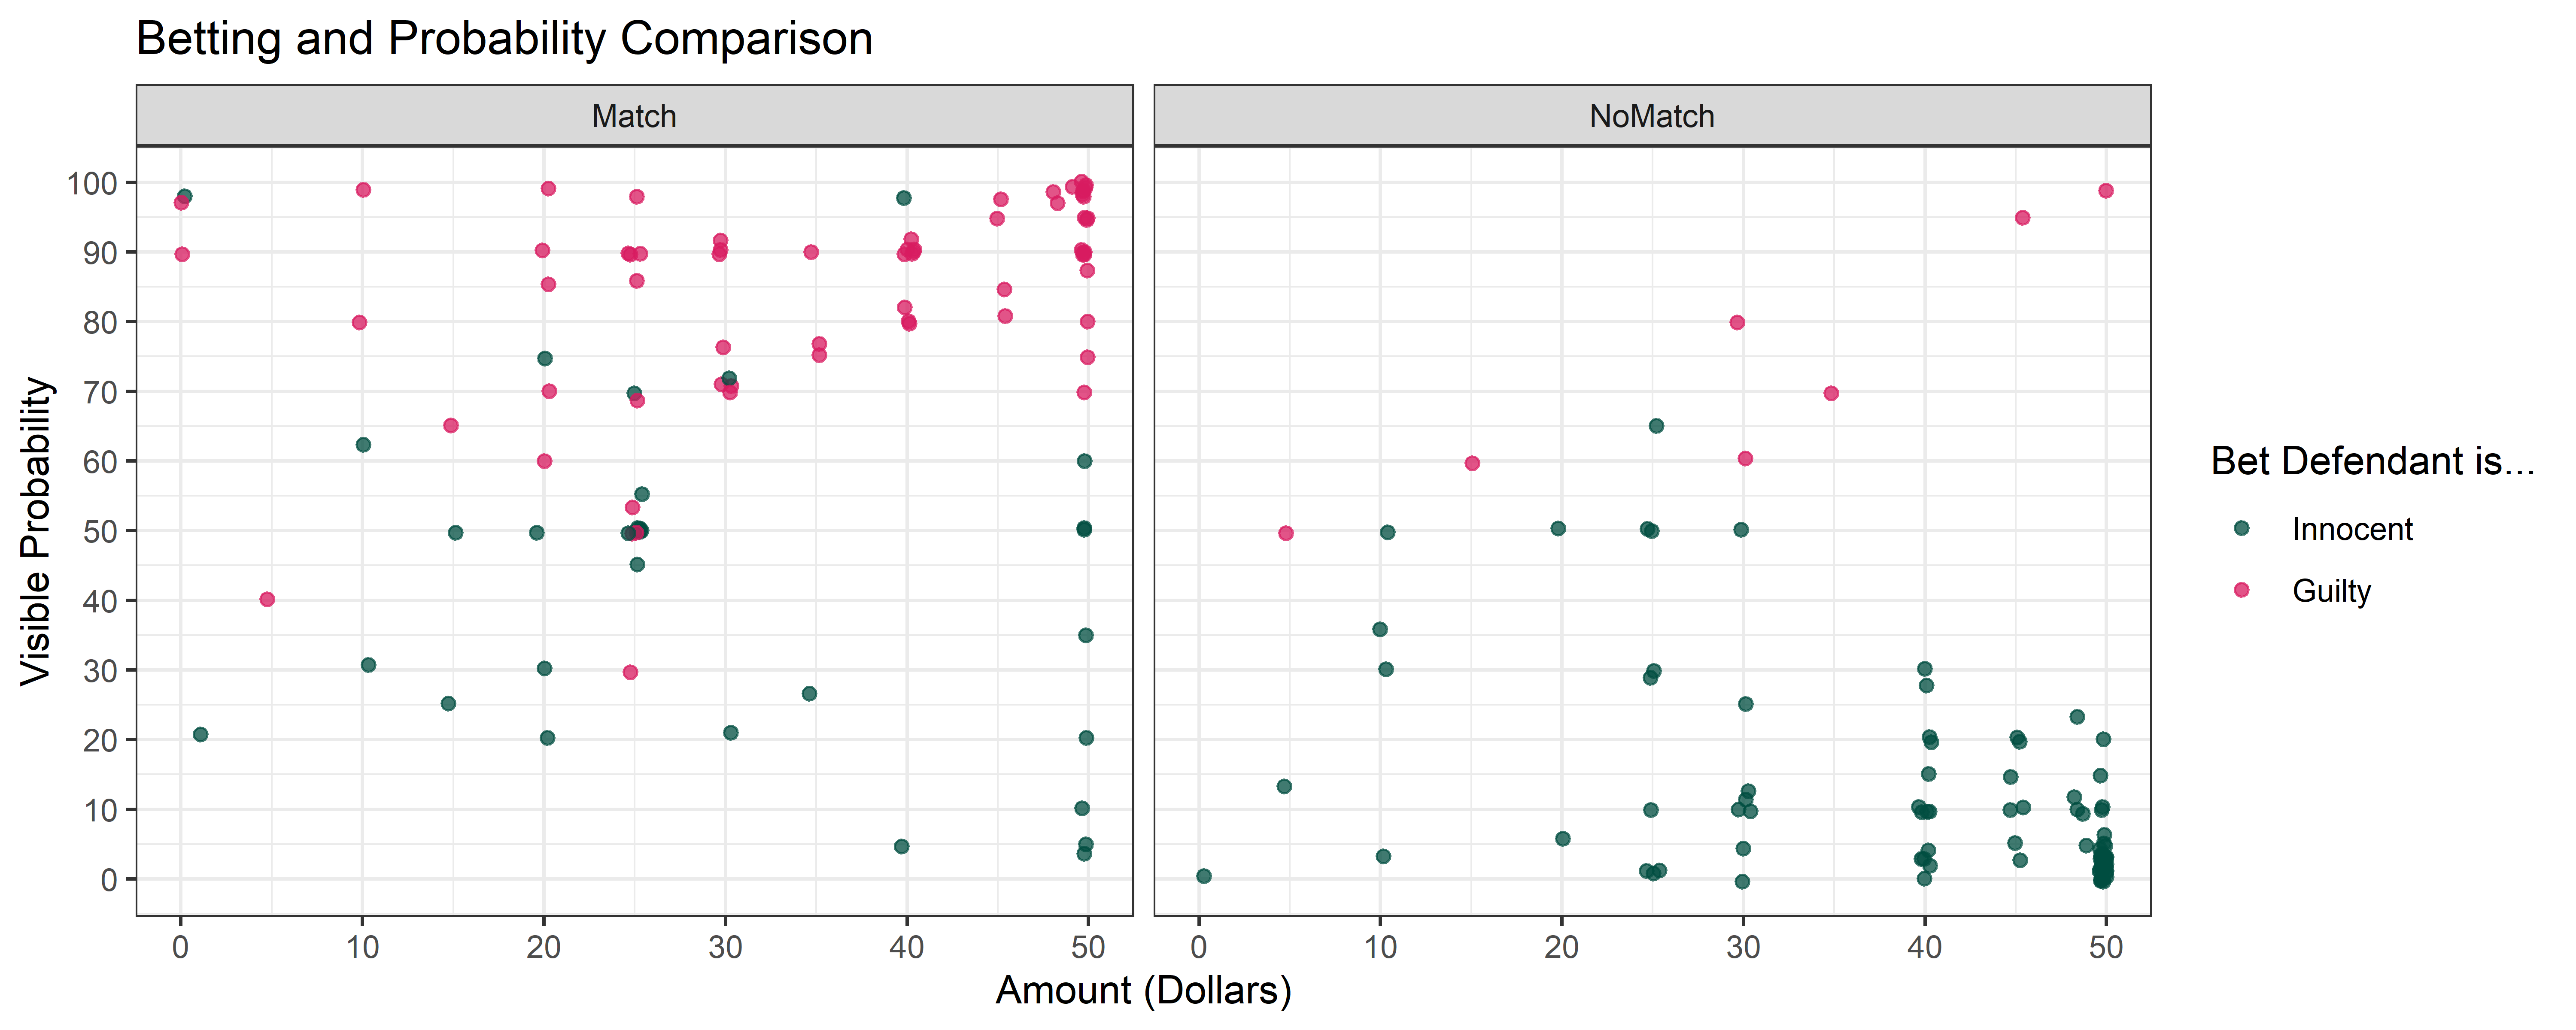 Betting and Probability Comparison
Match
NoMatch
100
90
80
70
60
50
40
30
20
10
0
Visible Probability
0 10 20 30 40 50
0 10 20 30 40 50
Amount (Dollars)
Bet Defendant is...
Innocent
Guilty